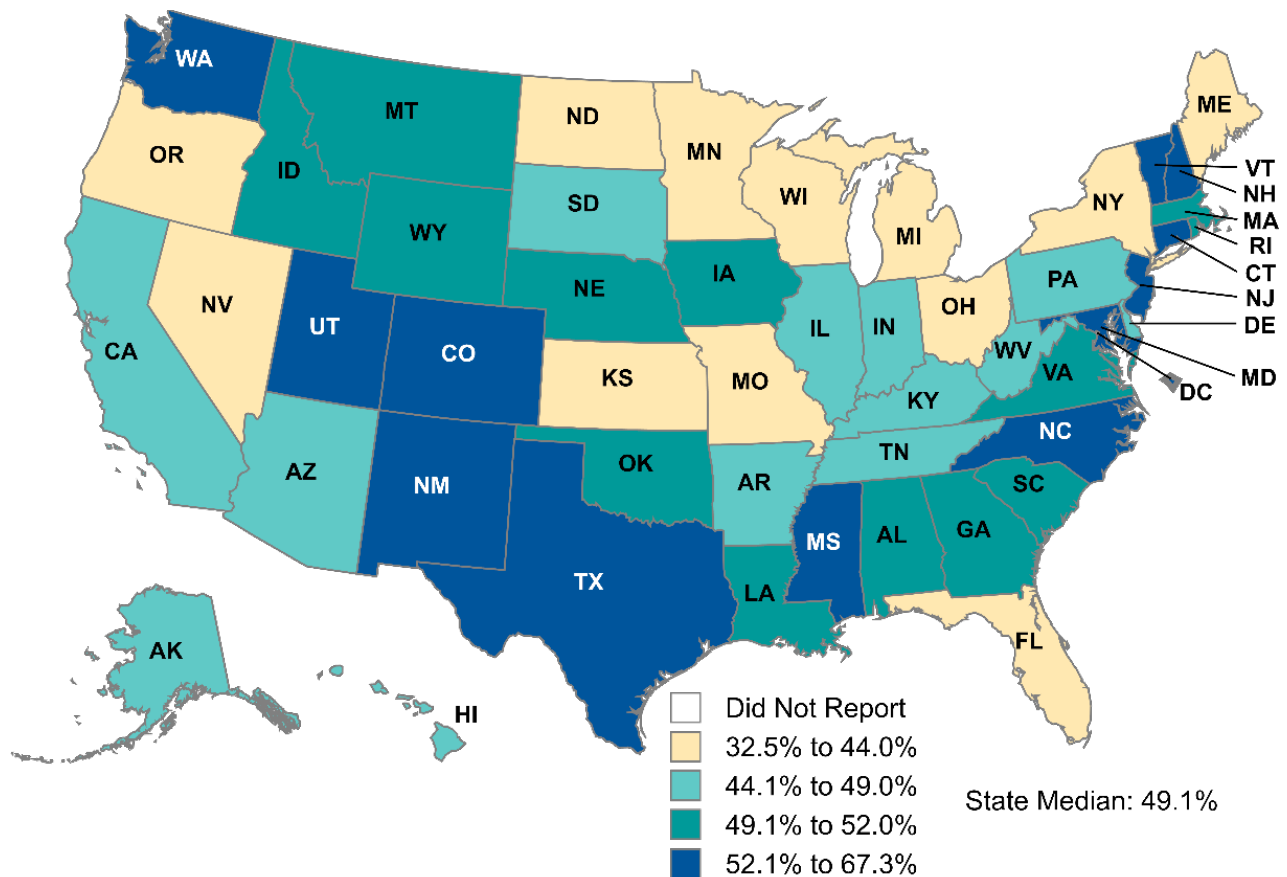 WA
MT
ND
MN
ME
OR
ID
SD
WI
MI
NY
VT
NH
MA
RI
CT
NJ
DE
MD
DC
WY
IA
NE
PA
NV
UT
CO
IL
IN
OH
WV
VA
CA
KS
MO
KY
NC
TN
AZ
NM
OK
AR
SC
MS
AL
GA
TX
LA
FL
AK
HI
Did Not Report
32.5% to 44.0%
44.1% to 49.0%
49.1% to 52.0%
52.1% to 67.3%
State Median: 49.1%